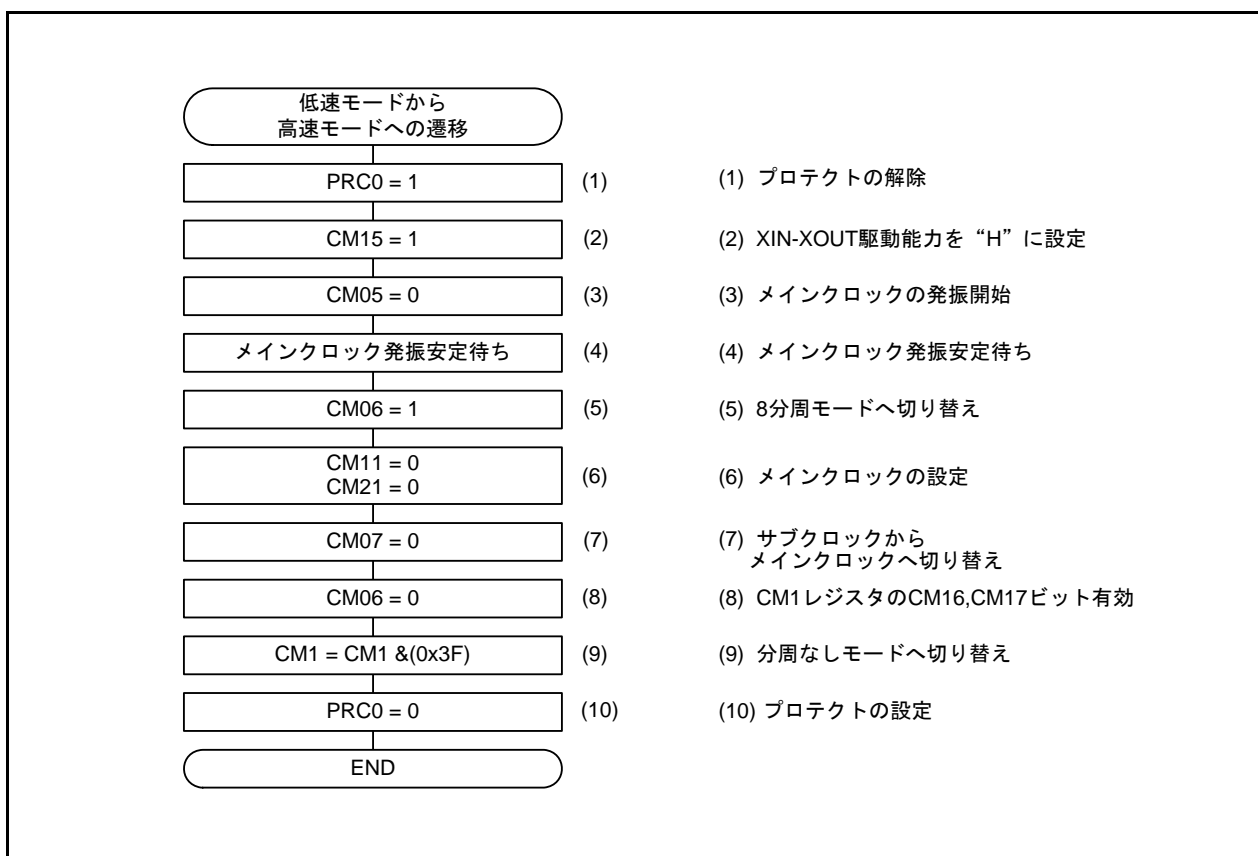 低速モードから
高速モードへの遷移
PRC0 = 1
(1)
(1) プロテクトの解除
CM15 = 1
(2)
(2) XIN-XOUT駆動能力を“H”に設定
CM05 = 0
(3)
(3) メインクロックの発振開始
メインクロック発振安定待ち
(4)
(4) メインクロック発振安定待ち
CM06 = 1
(5)
(5) 8分周モードへ切り替え
CM11 = 0
CM21 = 0
(6)
(6) メインクロックの設定
CM07 = 0
(7)
(7) サブクロックから
メインクロックへ切り替え
CM06 = 0
(8)
(8) CM1レジスタのCM16,CM17ビット有効
CM1 = CM1 &(0x3F)
(9)
(9) 分周なしモードへ切り替え
PRC0 = 0
(10)
(10) プロテクトの設定
END